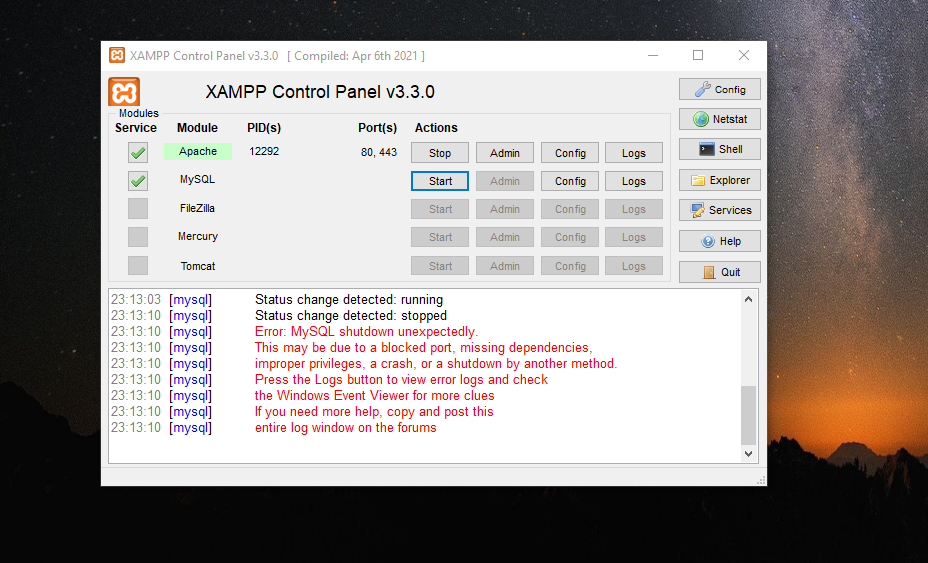 XAMPP Control Panel v3.3.0 [ Compiled: Apr 6th 2021 ]
XAMPP Control Panel v3.3.0
Config
Modules
Service Module PID(s) Port(s) Actions
Netstat
Apache 12292 80, 443 Stop Admin Config Logs
Shell
MySQL Start Admin Config Logs
Explorer
FileZilla Start Admin Config Logs
Services
Mercury Start Admin Config Logs
Help
Tomcat Start Admin Config Logs
Quit
23:13:03 [mysql] Status change detected: running
23:13:10 [mysql] Status change detected: stopped
23:13:10 [mysql] Error: MySQL shutdown unexpectedly.
23:13:10 [mysql] This may be due to a blocked port, missing dependencies,
23:13:10 [mysql] improper privileges, a crash, or a shutdown by another method.
23:13:10 [mysql] Press the Logs button to view error logs and check
23:13:10 [mysql] the Windows Event Viewer for more clues
23:13:10 [mysql] If you need more help, copy and post this
23:13:10 [mysql] entire log window on the forums